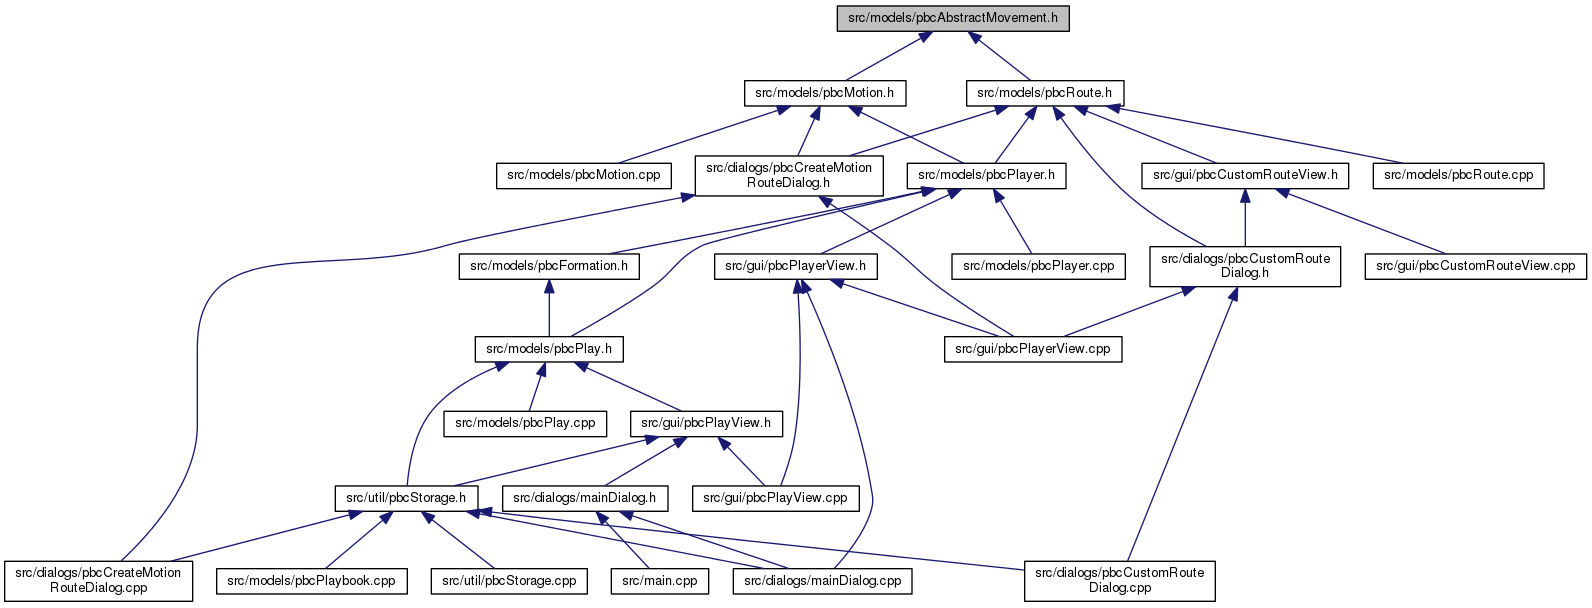 src/models/pbcAbstractMovement.h
src/models/pbcMotion.h
src/models/pbcRoute.h
src/models/pbcMotion.cpp
src/dialogs/pbcCreateMotion
RouteDialog.h
src/models/pbcPlayer.h
src/gui/pbcCustomRouteView.h
src/models/pbcRoute.cpp
src/models/pbcFormation.h
src/gui/pbcPlayerView.h
src/models/pbcPlayer.cpp
src/dialogs/pbcCustomRoute
Dialog.h
src/gui/pbcCustomRouteView.cpp
src/models/pbcPlay.h
src/gui/pbcPlayerView.cpp
src/models/pbcPlay.cpp
src/gui/pbcPlayView.h
src/util/pbcStorage.h
src/dialogs/mainDialog.h
src/gui/pbcPlayView.cpp
src/dialogs/pbcCreateMotion
RouteDialog.cpp
src/models/pbcPlaybook.cpp
src/util/pbcStorage.cpp
src/main.cpp
src/dialogs/mainDialog.cpp
src/dialogs/pbcCustomRoute
Dialog.cpp